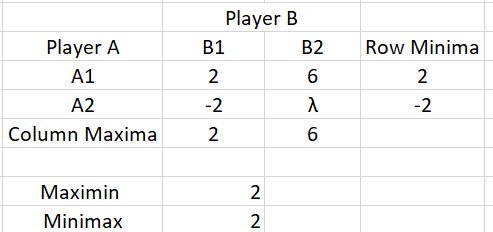 Player B
Player A B1 B2 Row Minima
A1 2 6 2
A2 -2 λ -2
Column Maxima 2 6
Maximin 2
Minimax 2